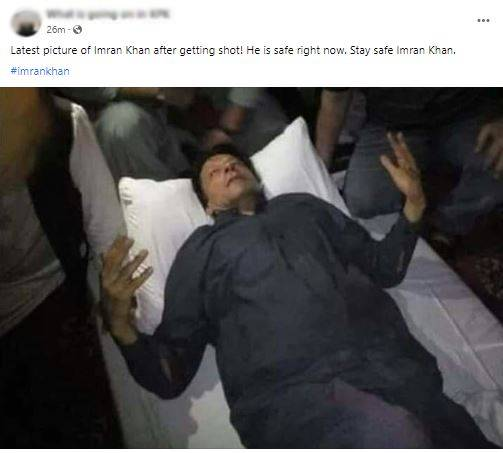 26m
Latest picture of Imran Khan after getting shot! He is safe right now. Stay safe Imran Khan.
#imrankhan